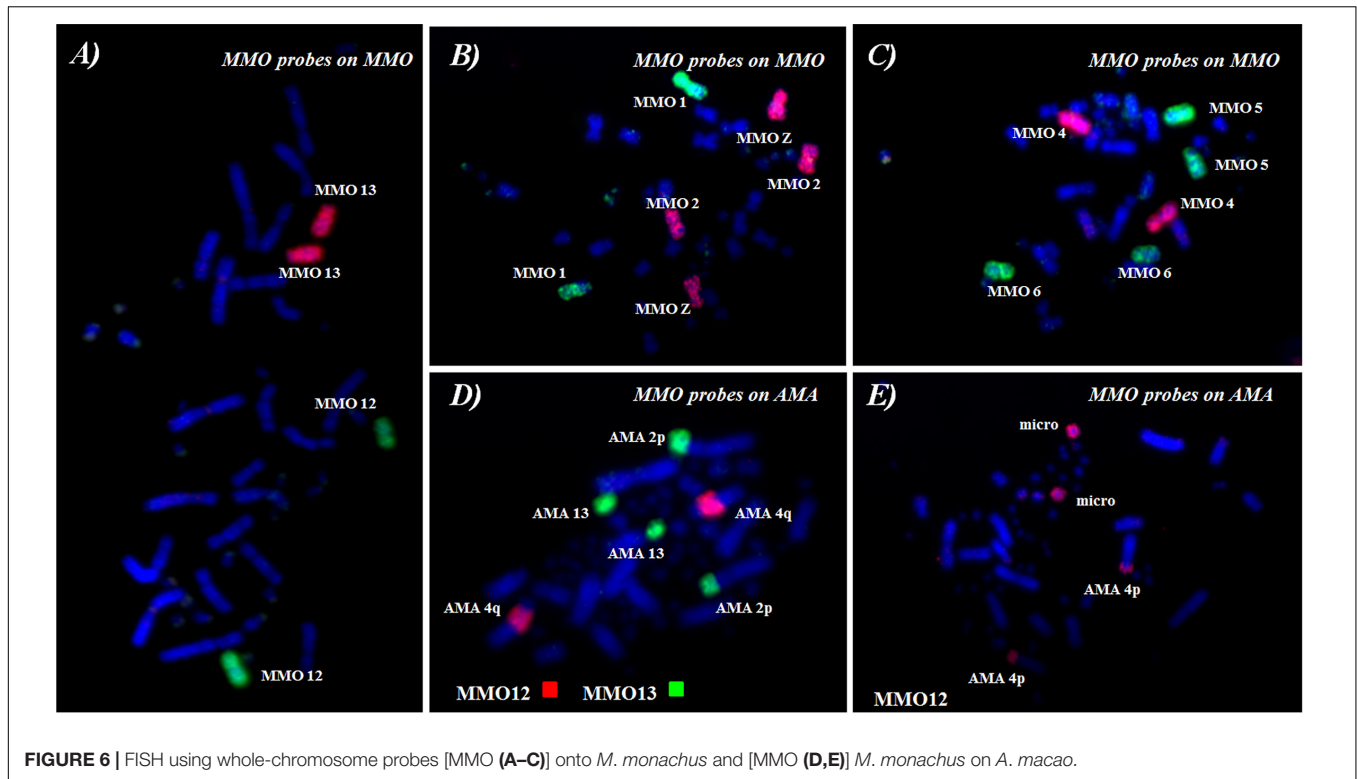 A)
MMO probes on MMO
MMO 13
MMO 13
MMO 12
MMO 12
B)
MMO probes on MMO
MMO 1
MMO Z
MMO 2
MMO 2
MMO 1
MMO Z
C)
MMO probes on MMO
MMO 4
MMO 5
MMO 5
MMO 4
MMO 6
MMO 6
D)
MMO probes on AMA
AMA 2p
AMA 13
AMA 4q
AMA 13
AMA 4q
AMA 2p
MMO12 MMO13
E)
MMO probes on AMA
micro
micro
AMA 4p
AMA 4p
MMO12
FIGURE 6 | FISH using whole-chromosome probes [MMO (A–C)] onto M. monachus and [MMO (D,E)] M. monachus on A. macao.